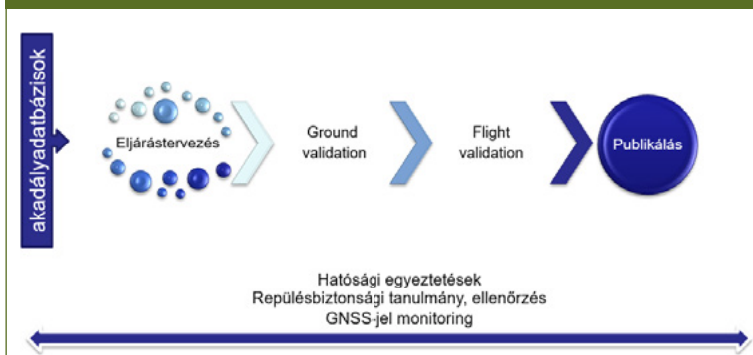 akadályadatbázisok
Eljárástervezés
Ground
validation
Flight
validation
Publikálás
Hatósági egyeztetések
Repülésbiztonsági tanulmány, ellenőrzés
GNSS-jel monitoring